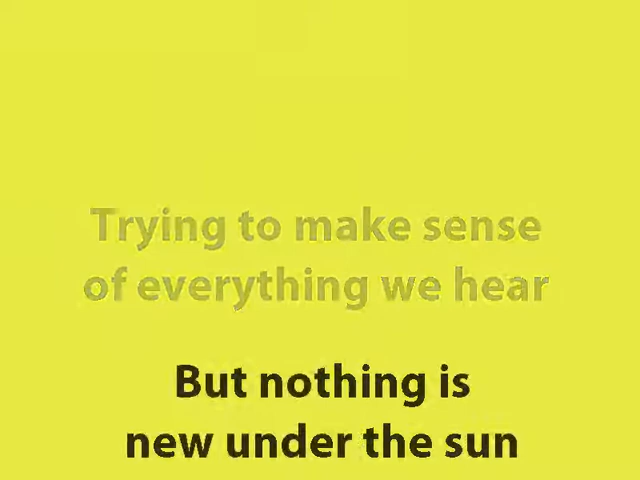 Trying to make sense
of everything we hear
But nothing is
new under the sun